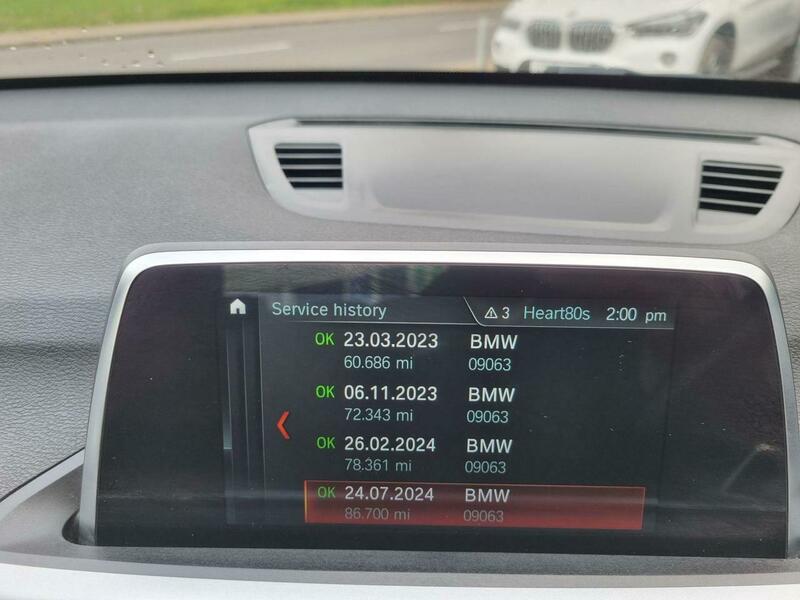 Service history
3 Heart80s 2:00 pm
OK 23.03.2023 BMW
60.686 mi 09063
OK 06.11.2023 BMW
72.343 mi 09063
OK 26.02.2024 BMW
78.361 mi 09063
OK 24.07.2024 BMW
86.700 mi 09063